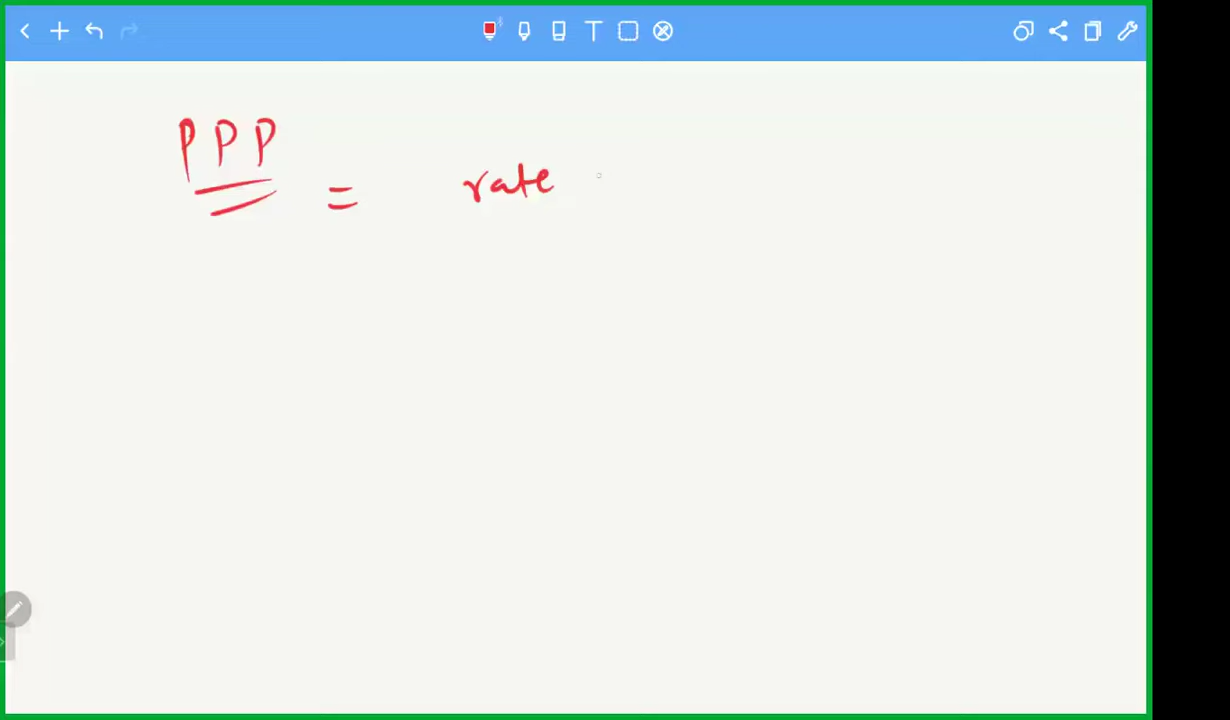 PPP
= rate